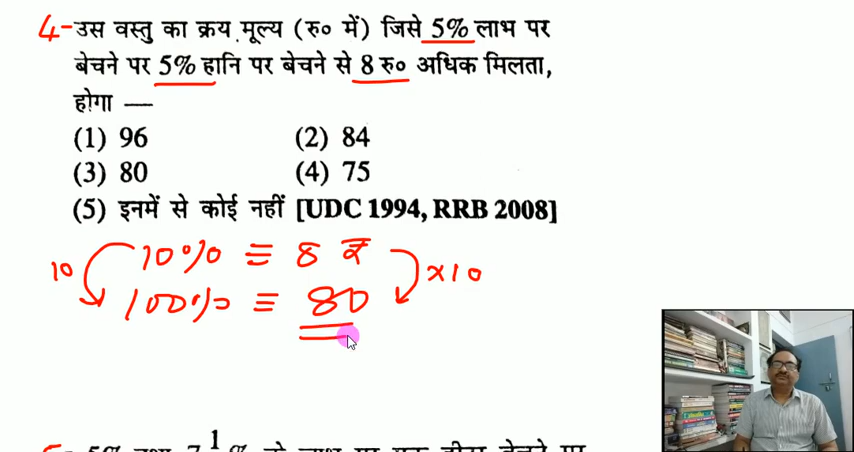 4- उस वस्तु का क्रय मूल्य (रु० में) जिसे 5% लाभ पर
बेचने पर 5% हानि पर बेचने से 8 रु० अधिक मिलता,
होगा —
(1) 96 (2) 84
(3) 80 (4) 75
(5) इनमें से कोई नहीं [UDC 1994, RRB 2008]
10% ≡ 8 ₹
10 ×10
100% ≡ 80